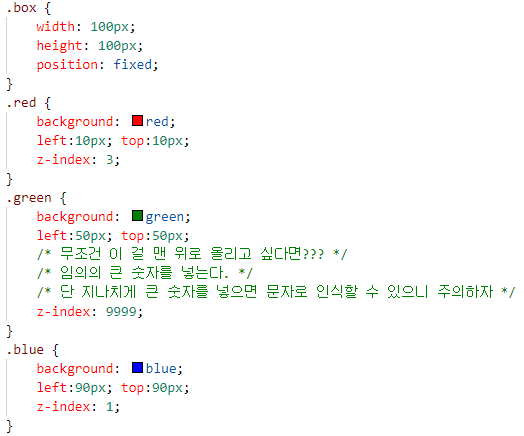 .box {
    width: 100px;
    height: 100px;
    position: fixed;
}
.red {
    background: red;
    left:10px; top:10px;
    z-index: 3;
}
.green {
    background: green;
    left:50px; top:50px;
    /* 무조건 이 걸 맨 위로 올리고 싶다면??? */
    /* 임의의 큰 숫자를 넣는다. */
    /* 단 지나치게 큰 숫자를 넣으면 문자로 인식할 수 있으니 주의하자 */
    z-index: 9999;
}
.blue {
    background: blue;
    left:90px; top:90px;
    z-index: 1;
}